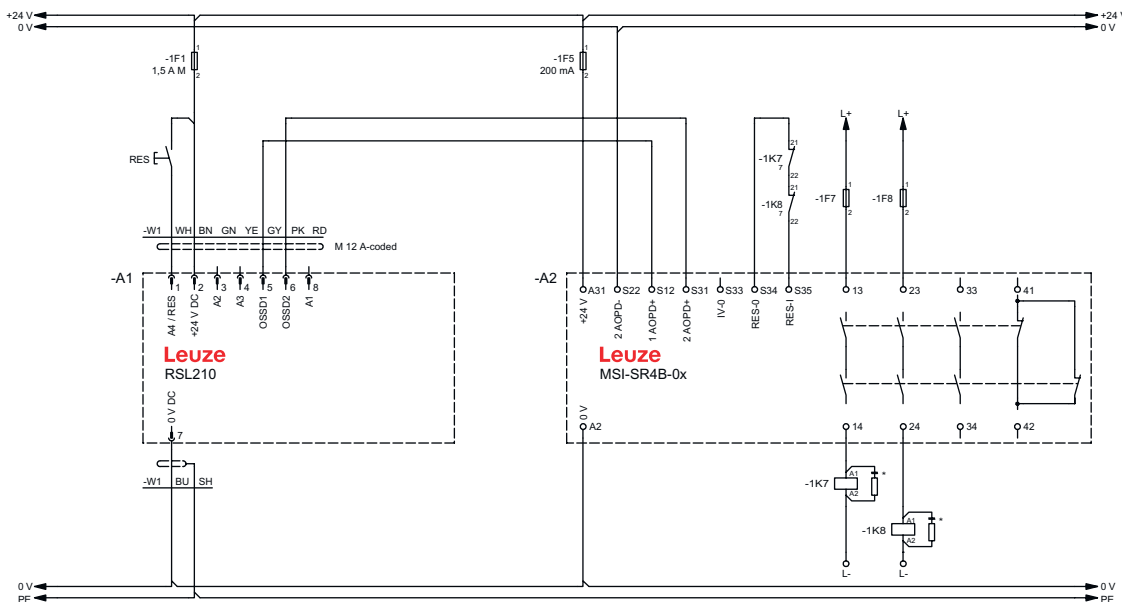 +24 V
0 V
+24 V
0 V
-1F1
1,5 A M
1
2
-1F5
200 mA
1
2
RES
-1K7
7
21
22
-1K8
7
21
22
L+
L+
-1F7
1
2
-1F8
1
2
-W1 WH BN GN YE GY PK RD
M 12 A-coded
-A1
1 2 3 4 5 6 8
A4 / RES
+24 V DC
A2
A3
OSSD1
OSSD2
A1
Leuze
RSL210
0 V DC
7
-W1 BU SH
-A2
A31 S22 S12 S31 S33 S34 S35 13 23 33 41
+24 V
2 AOPD-
1 AOPD+
2 AOPD+
IV-0
RES-0
RES-I
Leuze
MSI-SR4B-0x
0 V
A2 14 24 34 42
-1K7
A1
A2
*
-1K8
A1
A2
*
L-
L-
0 V
PE
0 V
PE